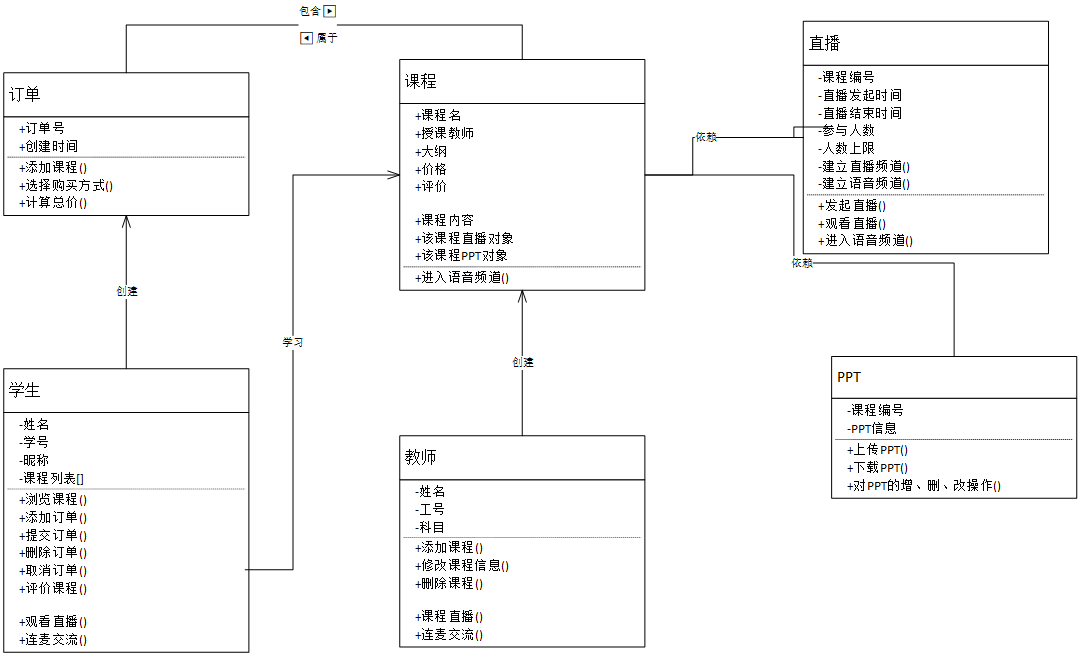 包含
属于
订单
+订单号
+创建时间
+添加课程()
+选择购买方式()
+计算总价()
课程
+课程名
+授课教师
+大纲
+价格
+评价
+课程内容
+该课程直播对象
+该课程PPT对象
+进入语音频道()
直播
-课程编号
-直播发起时间
-直播结束时间
-参与人数
-人数上限
-建立直播频道()
-建立语音频道()
+发起直播()
+观看直播()
+进入语音频道()
依赖
依赖
创建
学习
创建
学生
-姓名
-学号
-昵称
-课程列表[]
+浏览课程()
+添加订单()
+提交订单()
+删除订单()
+取消订单()
+评价课程()
+观看直播()
+连麦交流()
教师
-姓名
-工号
-科目
+添加课程()
+修改课程信息()
+删除课程()
+课程直播()
+连麦交流()
PPT
-课程编号
-PPT信息
+上传PPT()
+下载PPT()
+对PPT的增、删、改操作()